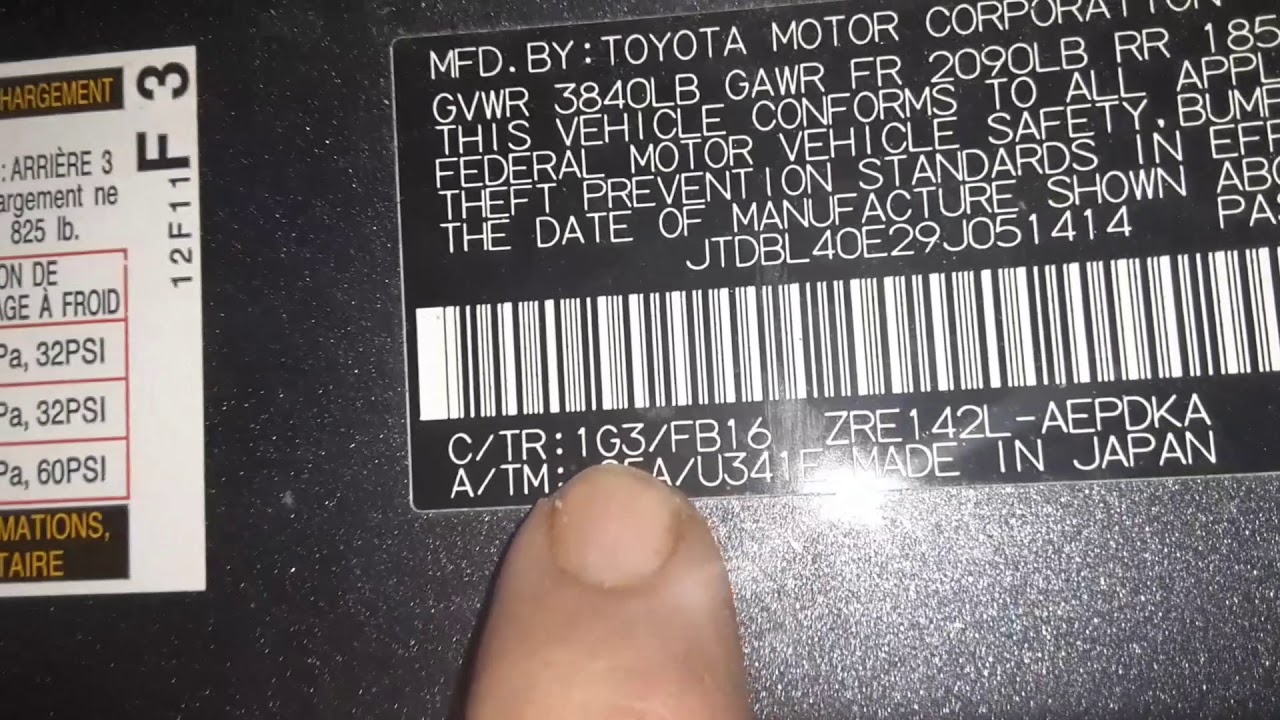 HARGEMENT
: ARRIÈRE 3
argement ne
825 lb.
ON DE
AGE À FROID
Pa, 32PSI
Pa, 32PSI
Pa, 60PSI
MATIONS,
TAIRE
12F11F3
MFD. BY: TOYOTA MOTOR CORPORATION
GVWR 3840LB GAWR FR 2090LB RR 185
THIS VEHICLE CONFORMS TO ALL APPL
FEDERAL MOTOR VEHICLE SAFETY, BUMP
THEFT PREVENTION STANDARDS IN EFF
THE DATE OF MANUFACTURE SHOWN ABO
JTDBL40E29J051414 PA
C/TR: 1G3/FB16 ZRE142L-AEPDKA
A/TM: A/U341F MADE IN JAPAN